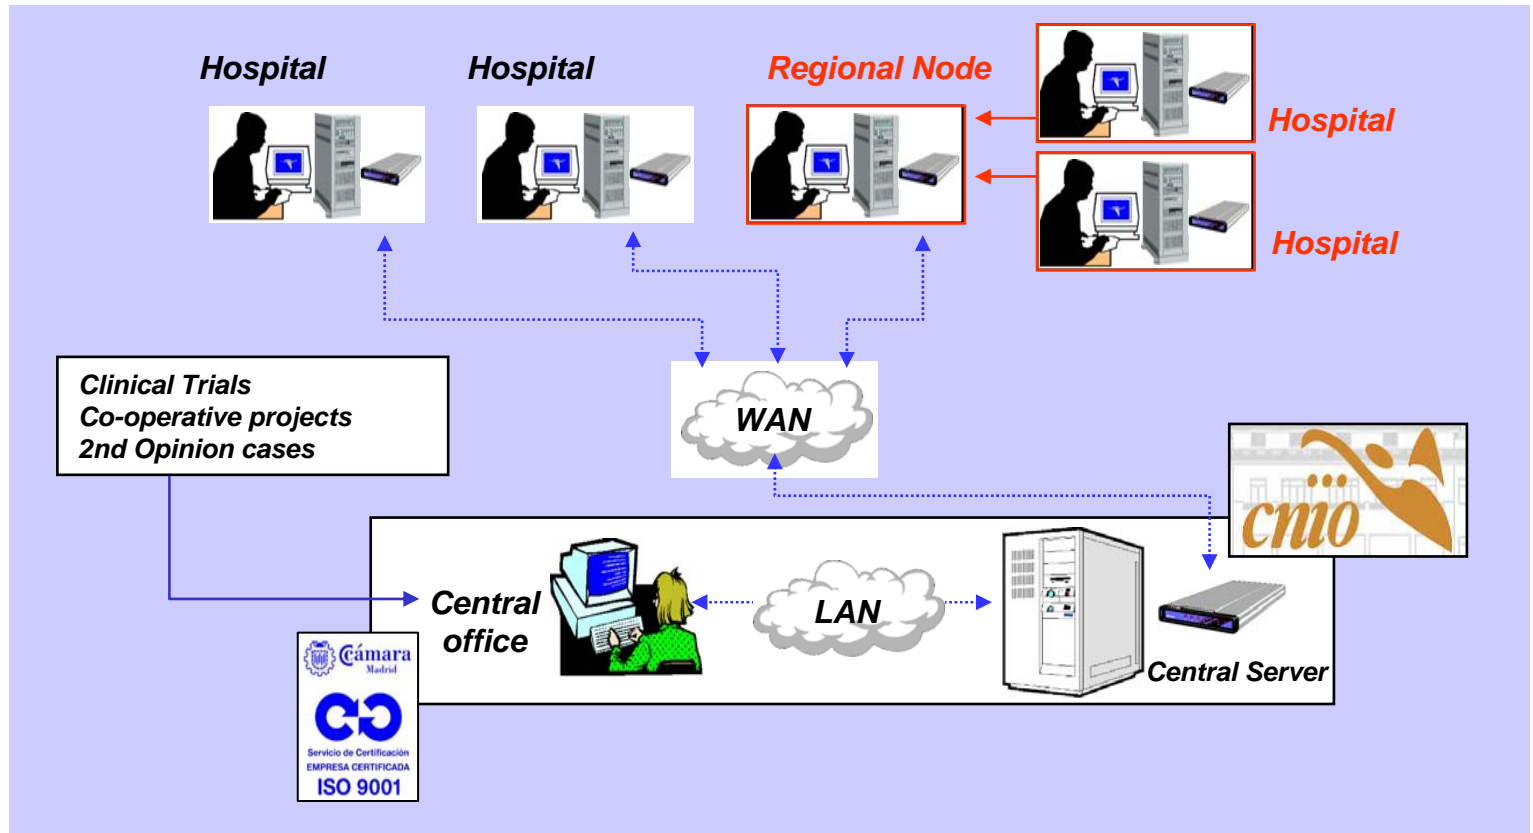 Hospital
Hospital
Regional Node
Hospital
Hospital
WAN
Clinical Trials
Co-operative projects
2nd Opinion cases
cnio
Central
office
LAN
Central Server
Cámara
Madrid
Servicio de Certificación
EMPRESA CERTIFICADA
ISO 9001